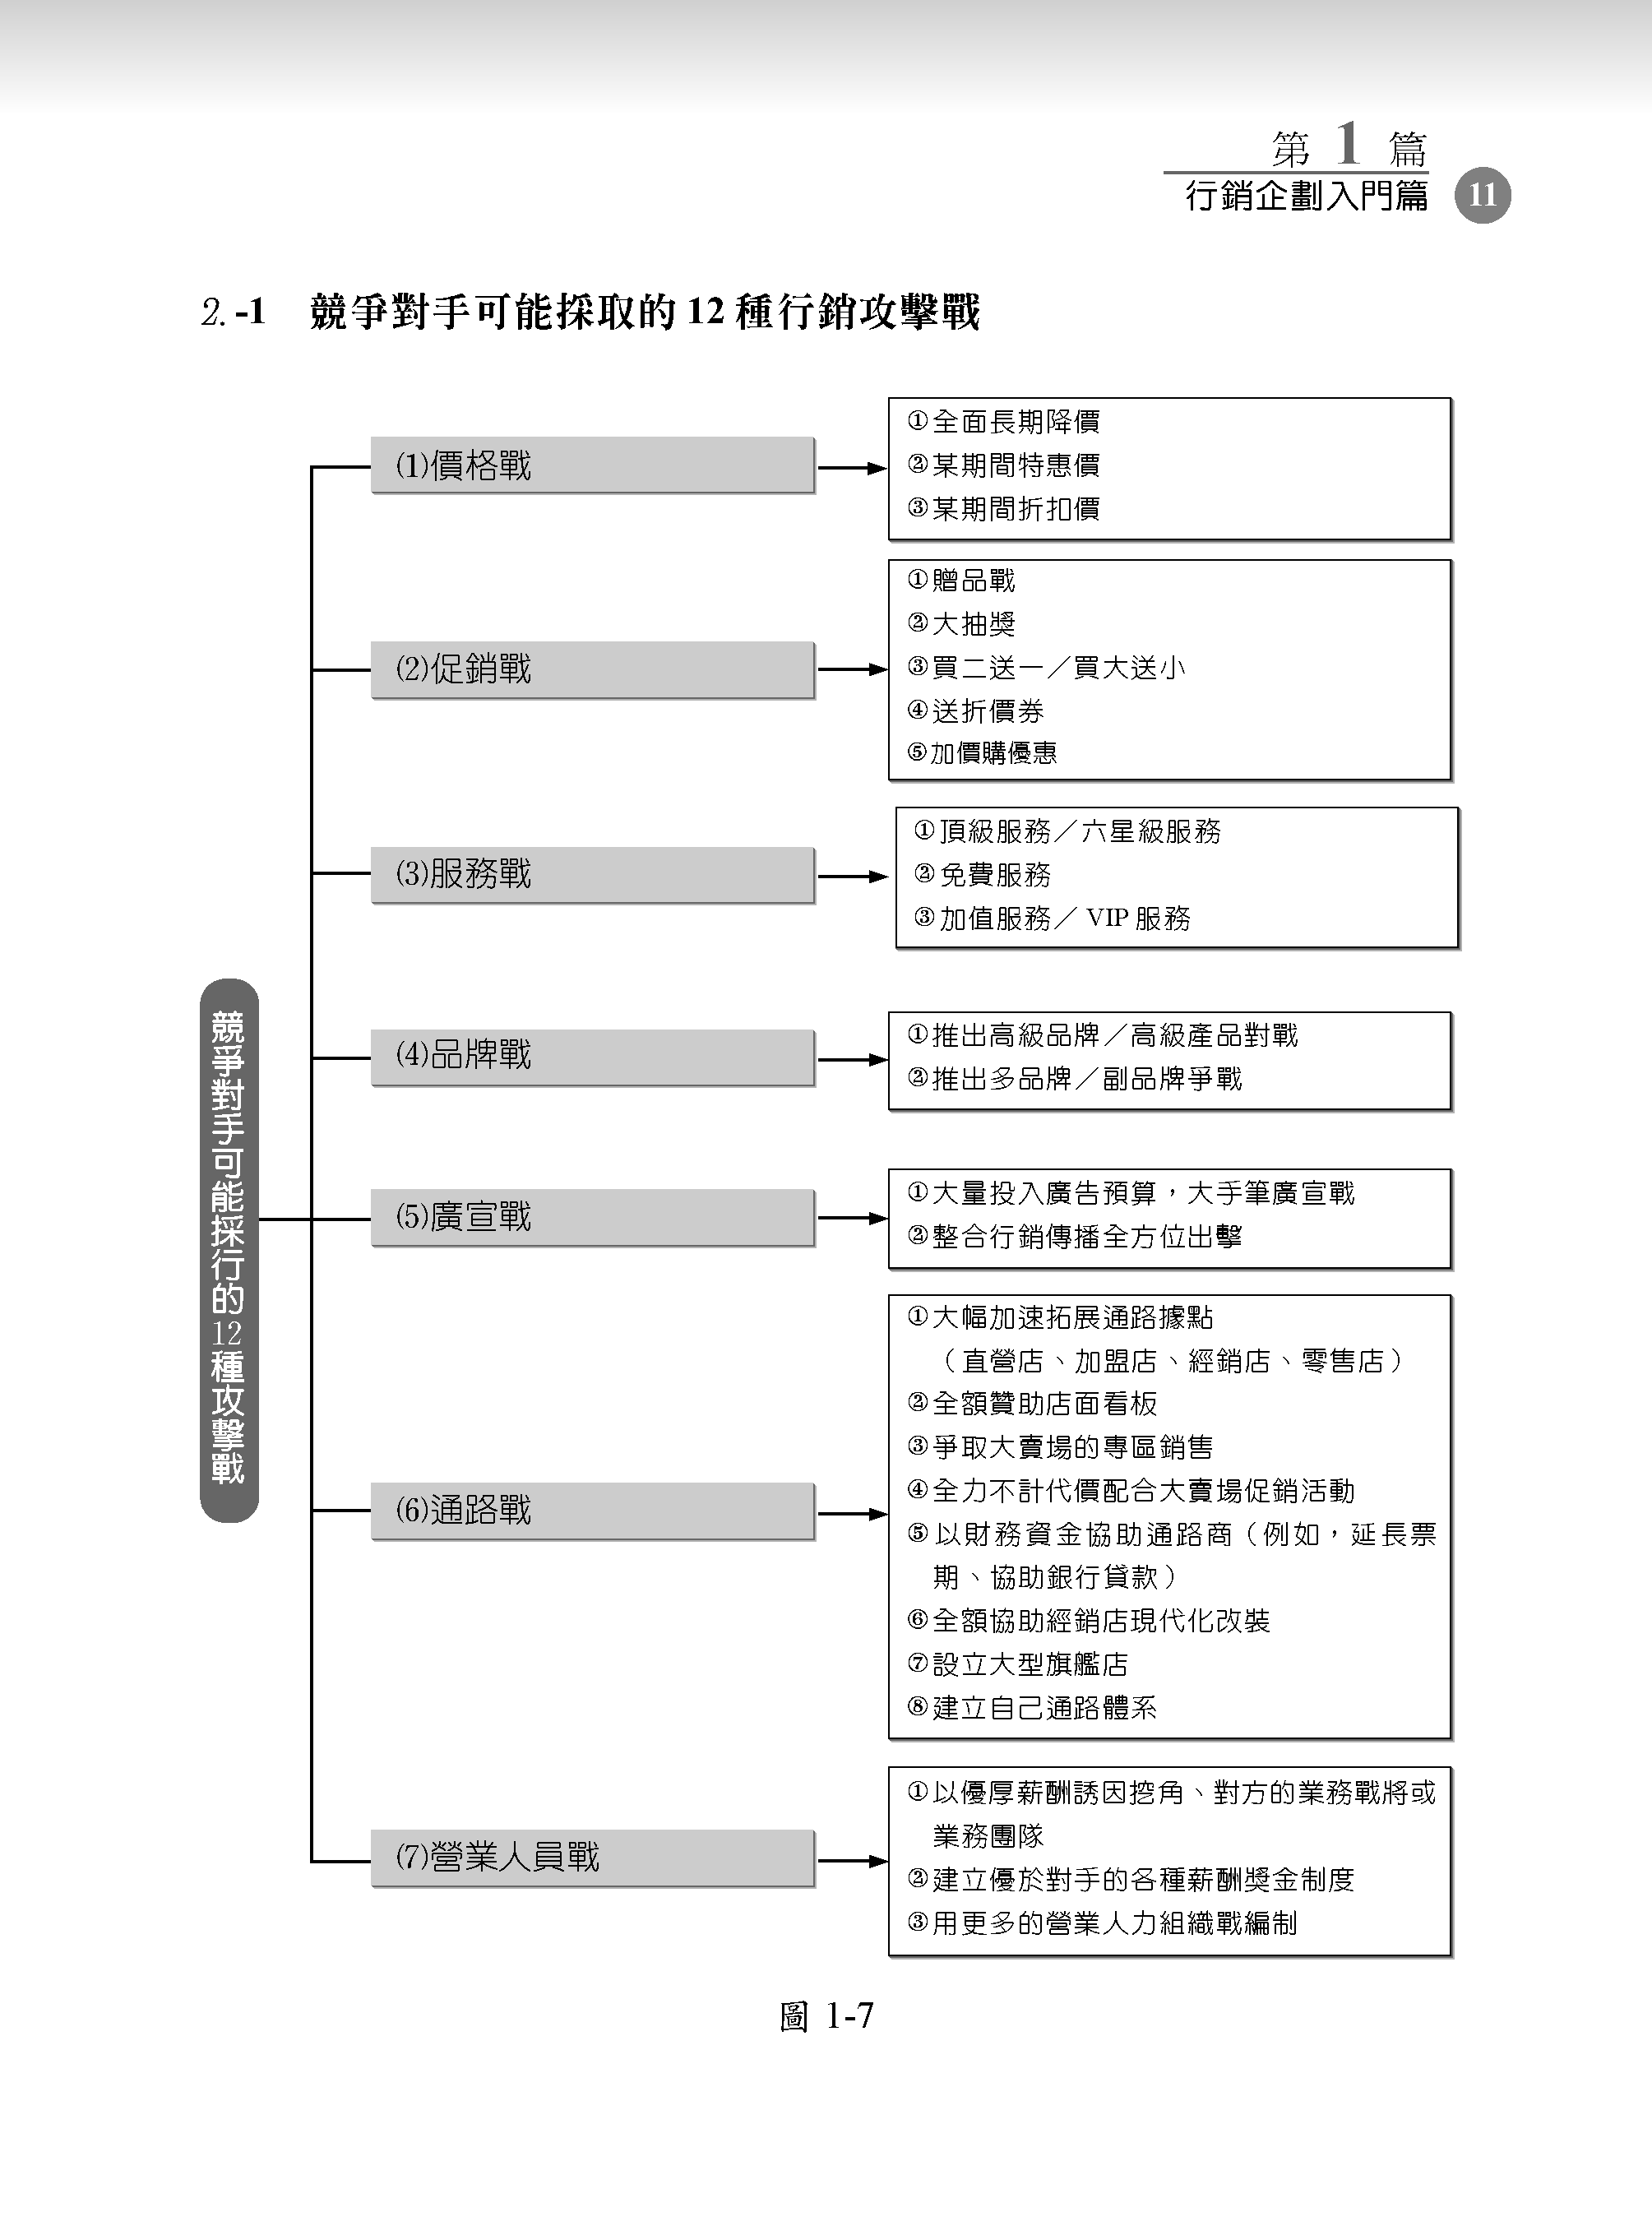 第 1 篇
行銷企劃入門篇 11
2.-1 競爭對手可能採取的 12 種行銷攻擊戰
競爭對手可能採行的12種攻擊戰
(1)價格戰
①全面長期降價
②某期間特惠價
③某期間折扣價
(2)促銷戰
①贈品戰
②大抽獎
③買二送一／買大送小
④送折價券
⑤加價購優惠
(3)服務戰
①頂級服務／六星級服務
②免費服務
③加值服務／ VIP 服務
(4)品牌戰
①推出高級品牌／高級產品對戰
②推出多品牌／副品牌爭戰
(5)廣宣戰
①大量投入廣告預算，大手筆廣宣戰
②整合行銷傳播全方位出擊
(6)通路戰
①大幅加速拓展通路據點
（直營店、加盟店、經銷店、零售店）
②全額贊助店面看板
③爭取大賣場的專區銷售
④全力不計代價配合大賣場促銷活動
⑤以財務資金協助通路商（例如，延長票
期、協助銀行貸款）
⑥全額協助經銷店現代化改裝
⑦設立大型旗艦店
⑧建立自己通路體系
(7)營業人員戰
①以優厚薪酬誘因挖角、對方的業務戰將或
業務團隊
②建立優於對手的各種薪酬獎金制度
③用更多的營業人力組織戰編制
圖 1-7